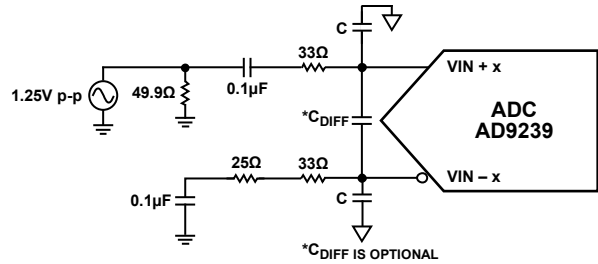 C
33Ω
VIN + x
0.1µF
1.25V p-p
49.9Ω
ADC
AD9239
*CDIFF
25Ω
33Ω
VIN – x
C
0.1µF
*CDIFF IS OPTIONAL